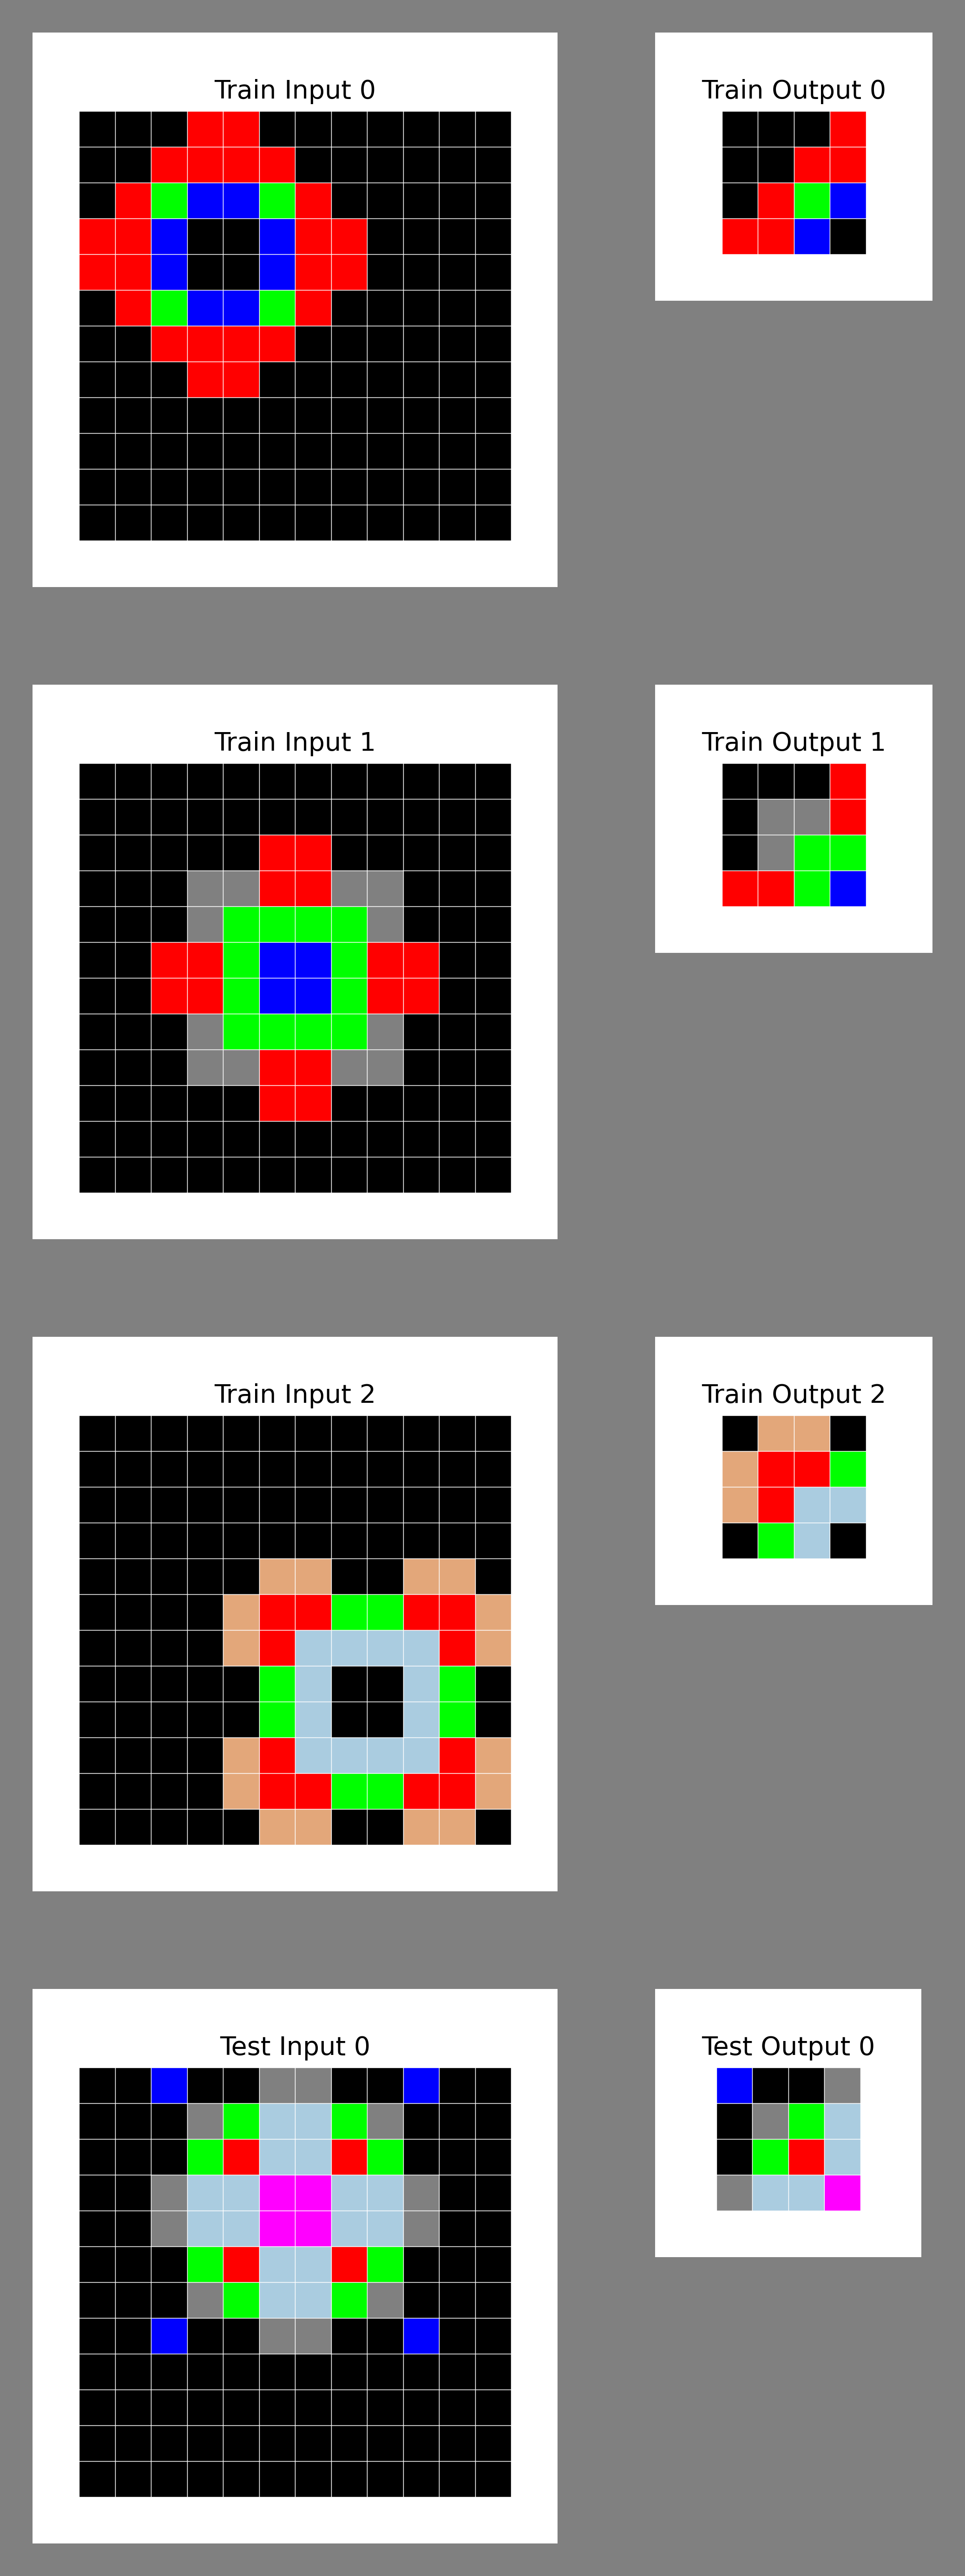 Train Input 0
Train Output 0
Train Input 1
Train Output 1
Train Input 2
Train Output 2
Test Input 0
Test Output 0